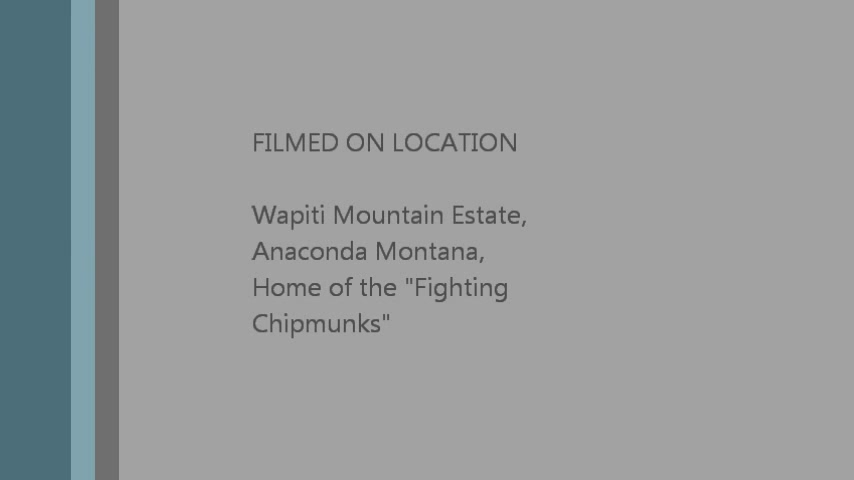 FILMED ON LOCATION
Wapiti Mountain Estate,
Anaconda Montana,
Home of the "Fighting
Chipmunks"